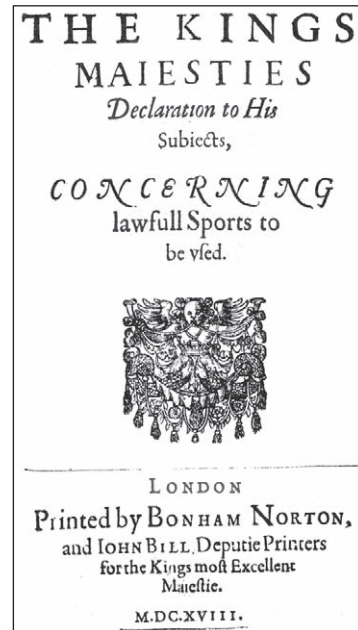 THE KINGS
MAIESTIES
Declaration to His
Subiects,
CONCERNING
lawfull Sports to
be vſed.
LONDON
Printed by BONHAM NORTON,
and IOHN BILL, Deputie Printers
for the Kings moſt Excellent
Maieſtie.
M.DC.XVIII.